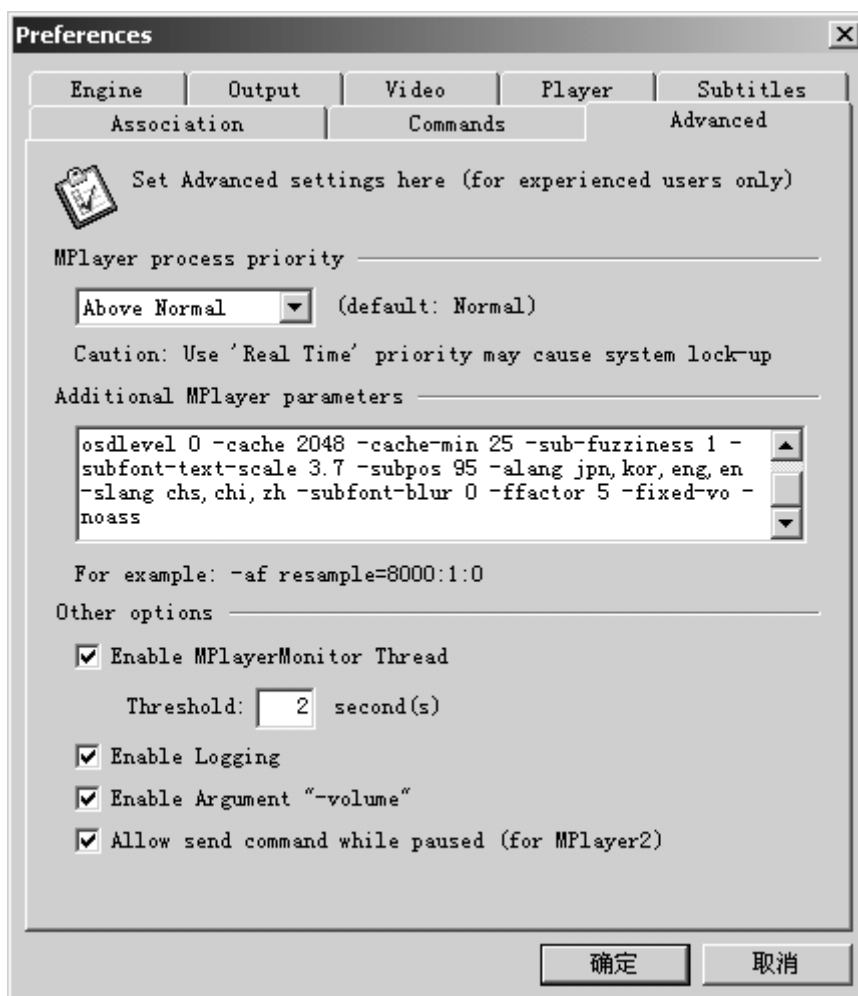 Preferences
Engine Output Video Player Subtitles
Association Commands Advanced
Set Advanced settings here (for experienced users only)
MPlayer process priority
Above Normal (default: Normal)
Caution: Use 'Real Time' priority may cause system lock-up
Additional MPlayer parameters
osdlevel 0 -cache 2048 -cache-min 25 -sub-fuzziness 1 -
subfont-text-scale 3.7 -subpos 95 -alang jpn,kor,eng,en
-slang chs,chi,zh -subfont-blur 0 -ffactor 5 -fixed-vo -
noass
For example: -af resample=8000:1:0
Other options
Enable MPlayerMonitor Thread
Threshold: 2 second(s)
Enable Logging
Enable Argument "-volume"
Allow send command while paused (for MPlayer2)
确定 取消